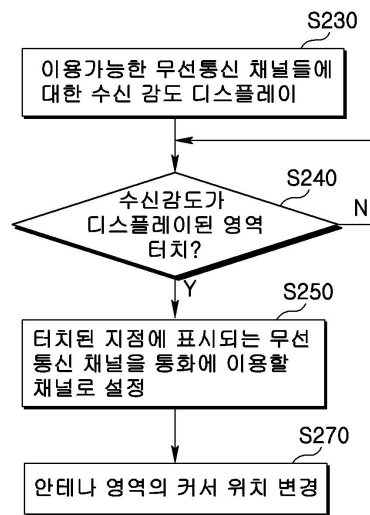 S230
이용가능한 무선통신 채널들에
대한 수신 감도 디스플레이
S240
수신감도가
디스플레이된 영역
터치?
N
Y
S250
터치된 지점에 표시되는 무선
통신 채널을 통화에 이용할
채널로 설정
S270
안테나 영역의 커서 위치 변경